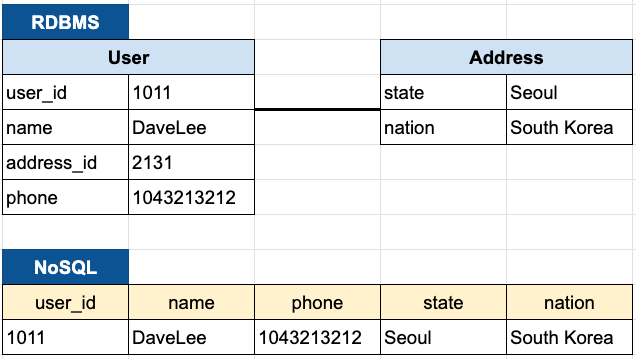 RDBMS
User Address
user_id 1011 state Seoul
name DaveLee nation South Korea
address_id 2131
phone 1043213212
NoSQL
user_id name phone state nation
1011 DaveLee 1043213212 Seoul South Korea